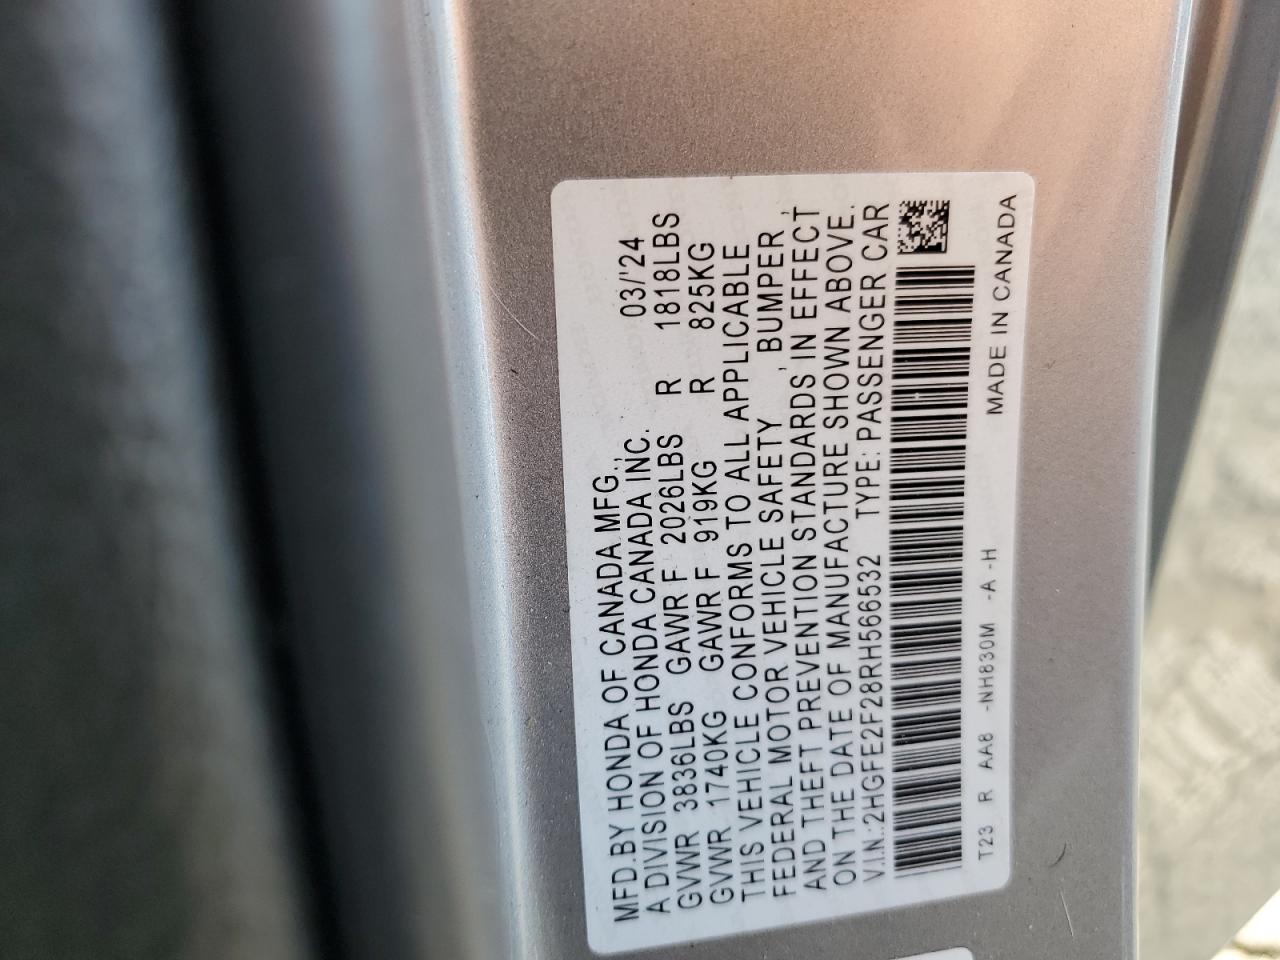 MFD.BY HONDA OF CANADA MFG., 03/'24
A DIVISION OF HONDA CANADA INC.
GVWR 3836LBS GAWR F 2026LBS R 1818LBS
GVWR 1740KG GAWR F 919KG R 825KG
THIS VEHICLE CONFORMS TO ALL APPLICABLE
FEDERAL MOTOR VEHICLE SAFETY , BUMPER ,
AND THEFT PREVENTION STANDARDS IN EFFECT
ON THE DATE OF MANUFACTURE SHOWN ABOVE.
V.I.N.:2HGFE2F28RH566532 TYPE: PASSENGER CAR
T23 R AA8 -NH830M -A -H MADE IN CANADA